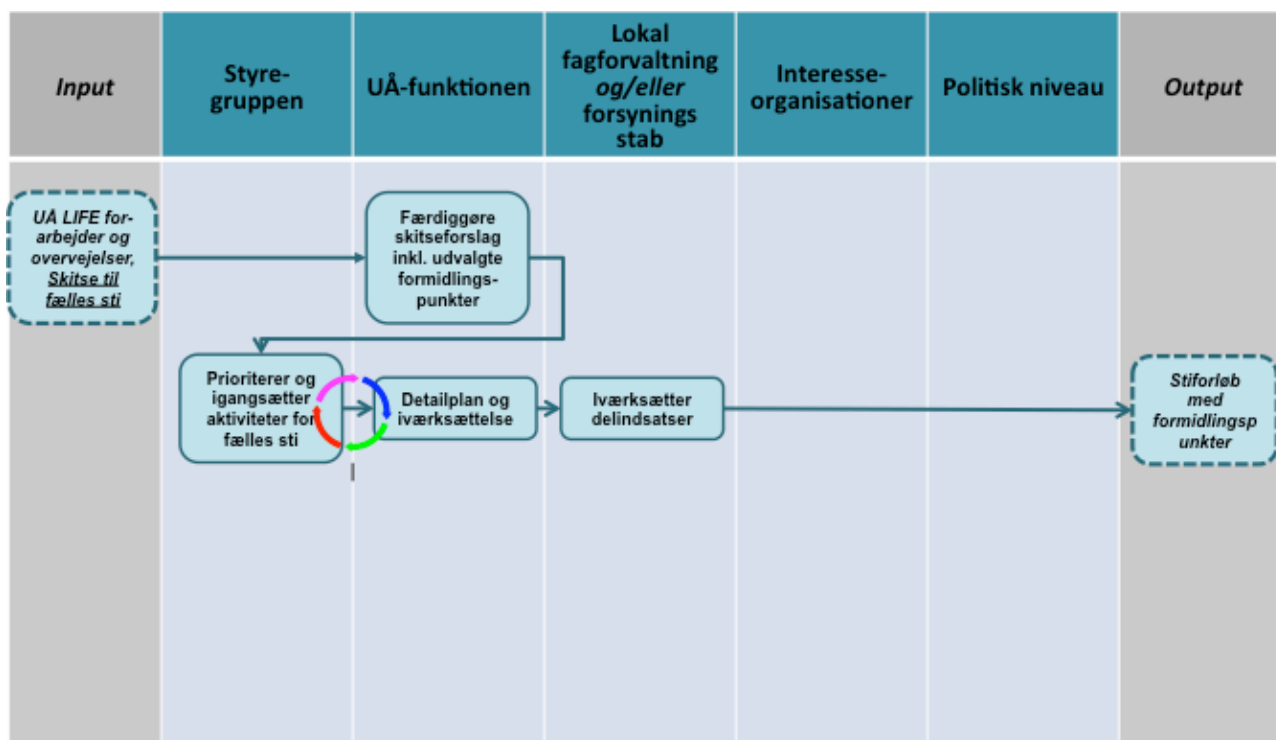 Input
Styre-
gruppen
UÅ-funktionen
Lokal
fagforvaltning
og/eller
forsynings
stab
Interesse-
organisationer
Politisk niveau
Output
UÅ LIFE for-
arbejder og
overvejelser,
Skitse til
fælles sti
Færdiggøre
skitseforslag
inkl. udvalgte
formidlings-
punkter
Prioriterer og
igangsætter
aktiviteter for
fælles sti
Detailplan og
iværksættelse
Iværksætter
delindsatser
Stiforløb
med
formidlingsp
unkter